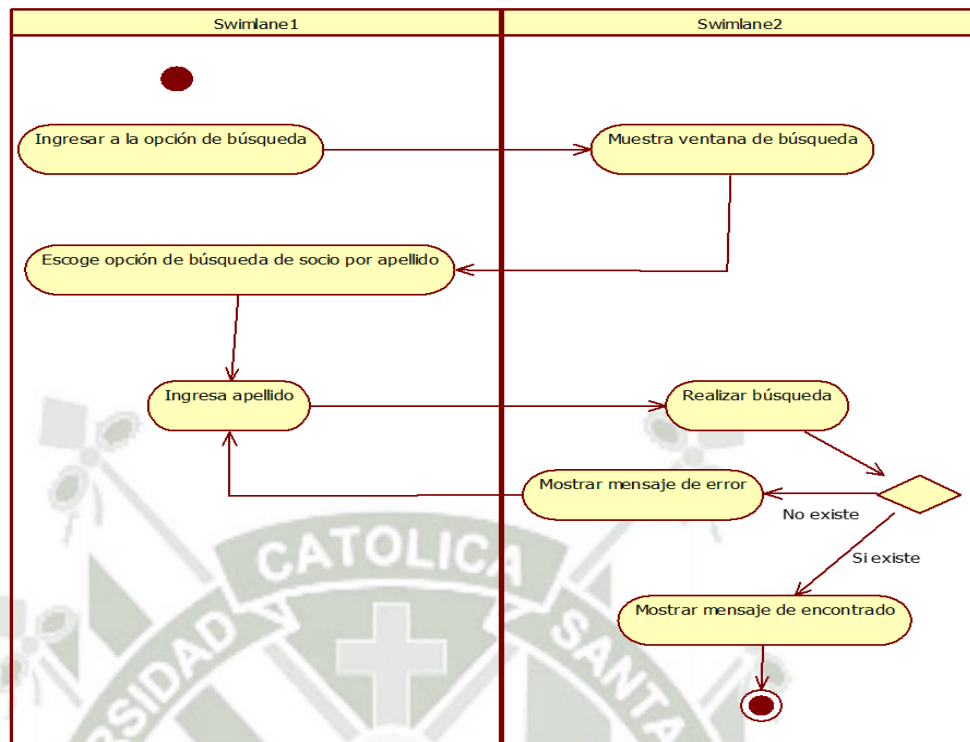 Swimlane1
Swimlane2
Ingresar a la opción de búsqueda
Muestra ventana de búsqueda
Escoge opción de búsqueda de socio por apellido
Ingresa apellido
Realizar búsqueda
Mostrar mensaje de error
No existe
Si existe
Mostrar mensaje de encontrado
CATOLICA
SIDAD
SANTA